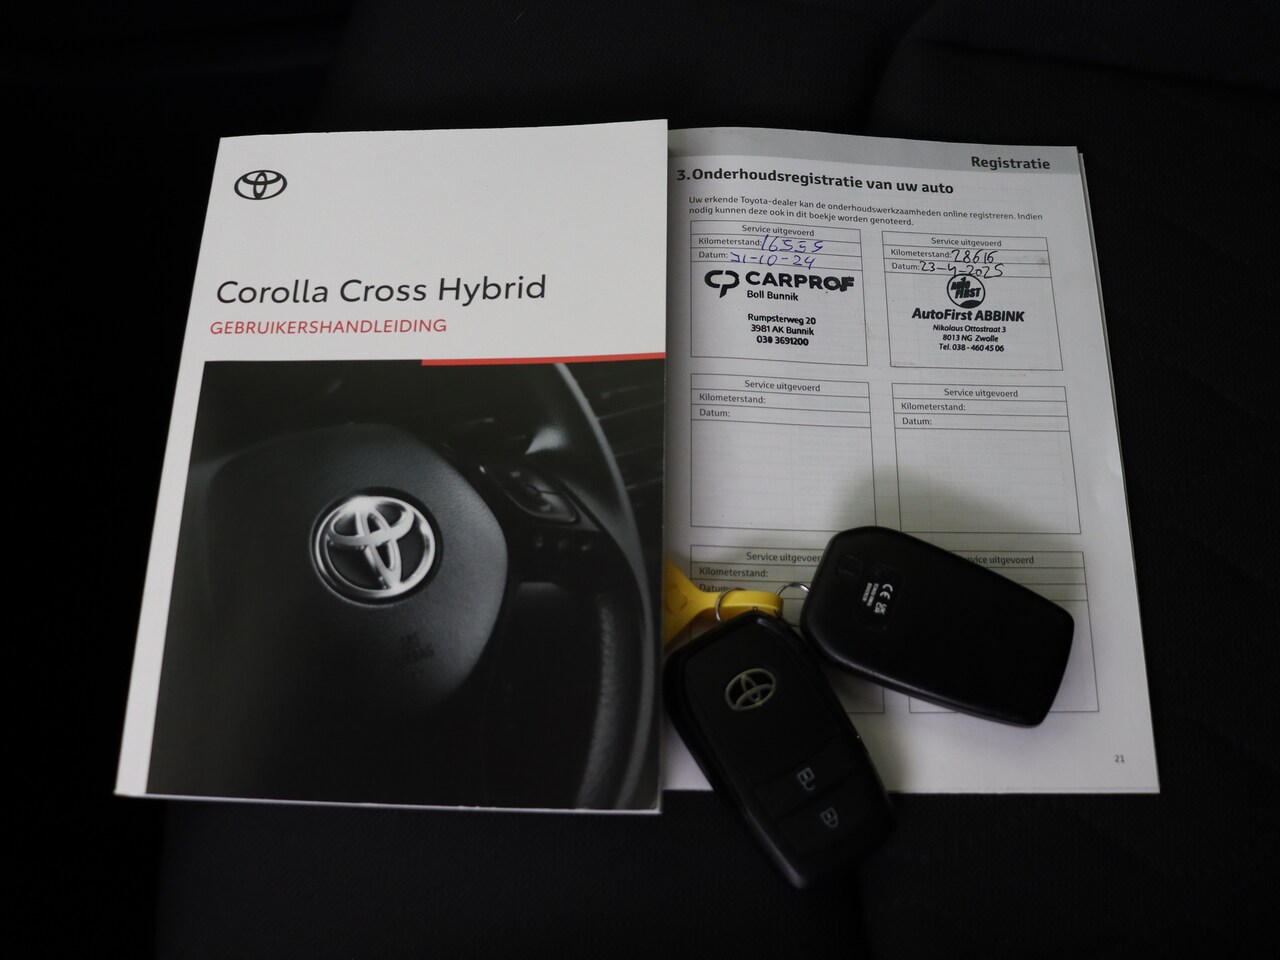 Corolla Cross Hybrid
GEBRUIKERSHANDLEIDING
Registratie
3. Onderhoudsregistratie van uw auto
Uw erkende Toyota-dealer kan de onderhoudswerkzaamheden online registreren. Indien
nodig kunnen deze ook in dit boekje worden genoteerd.
Service uitgevoerd
Kilometerstand: 16555
Datum: 31-10-24
CARPROF
Boll Bunnik
Rumpsterweg 20
3981 AK Bunnik
030 3691200
Service uitgevoerd
Kilometerstand: 28616
Datum: 23-4-2025
AUTO
FIRST
AutoFirst ABBINK
Nikolaus Ottostraat 3
8013 NG Zwolle
Tel. 038 - 460 45 06
Service uitgevoerd
Kilometerstand:
Datum:
Service uitgevoerd
Kilometerstand:
Datum:
Service uitgevoerd
Kilometerstand:
Datum:
uitgevoerd
21
CE